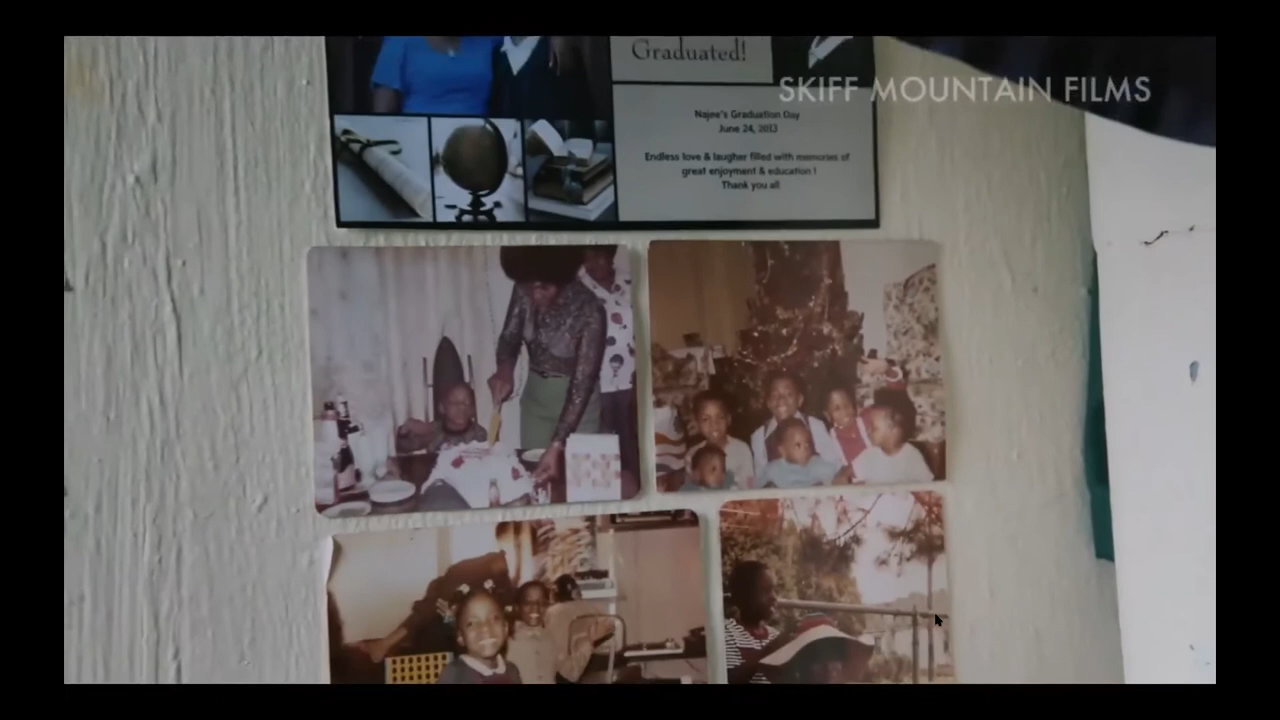 Graduated!
SKIFF MOUNTAIN FILMS
Najee's Graduation Day
June 24, 2013
Endless love & laugher filled with memories of
great enjoyment & education !
Thank you all